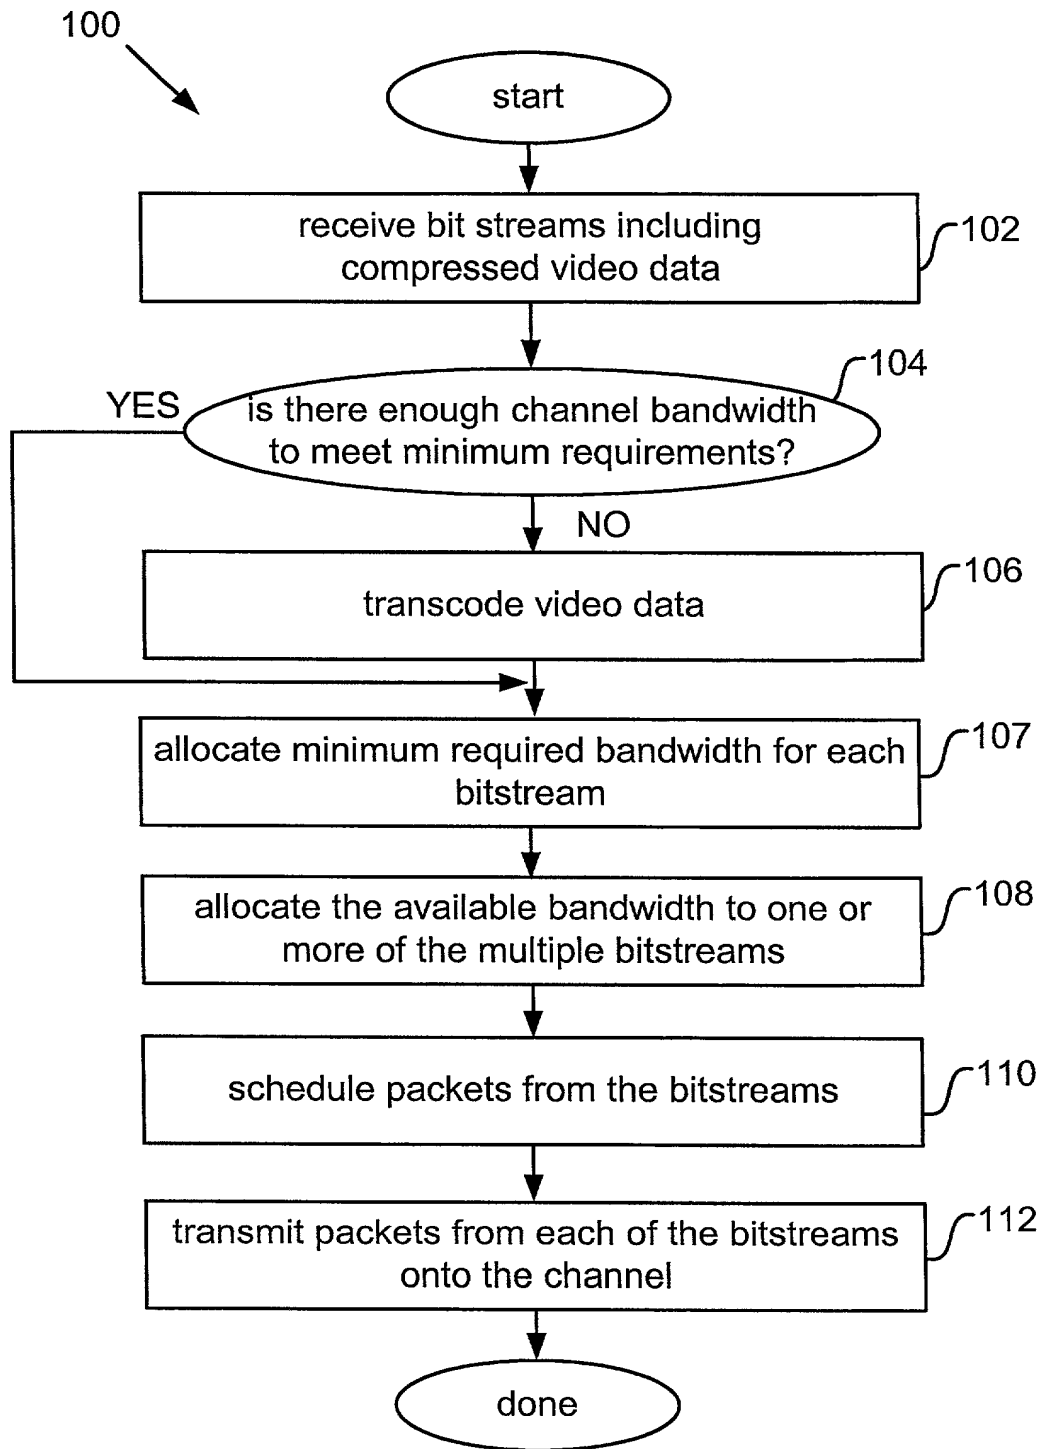 100
start
receive bit streams including
compressed video data
102
104
YES
is there enough channel bandwidth
to meet minimum requirements?
NO
transcode video data
106
allocate minimum required bandwidth for each
bitstream
107
allocate the available bandwidth to one or
more of the multiple bitstreams
108
schedule packets from the bitstreams
110
transmit packets from each of the bitstreams
onto the channel
112
done